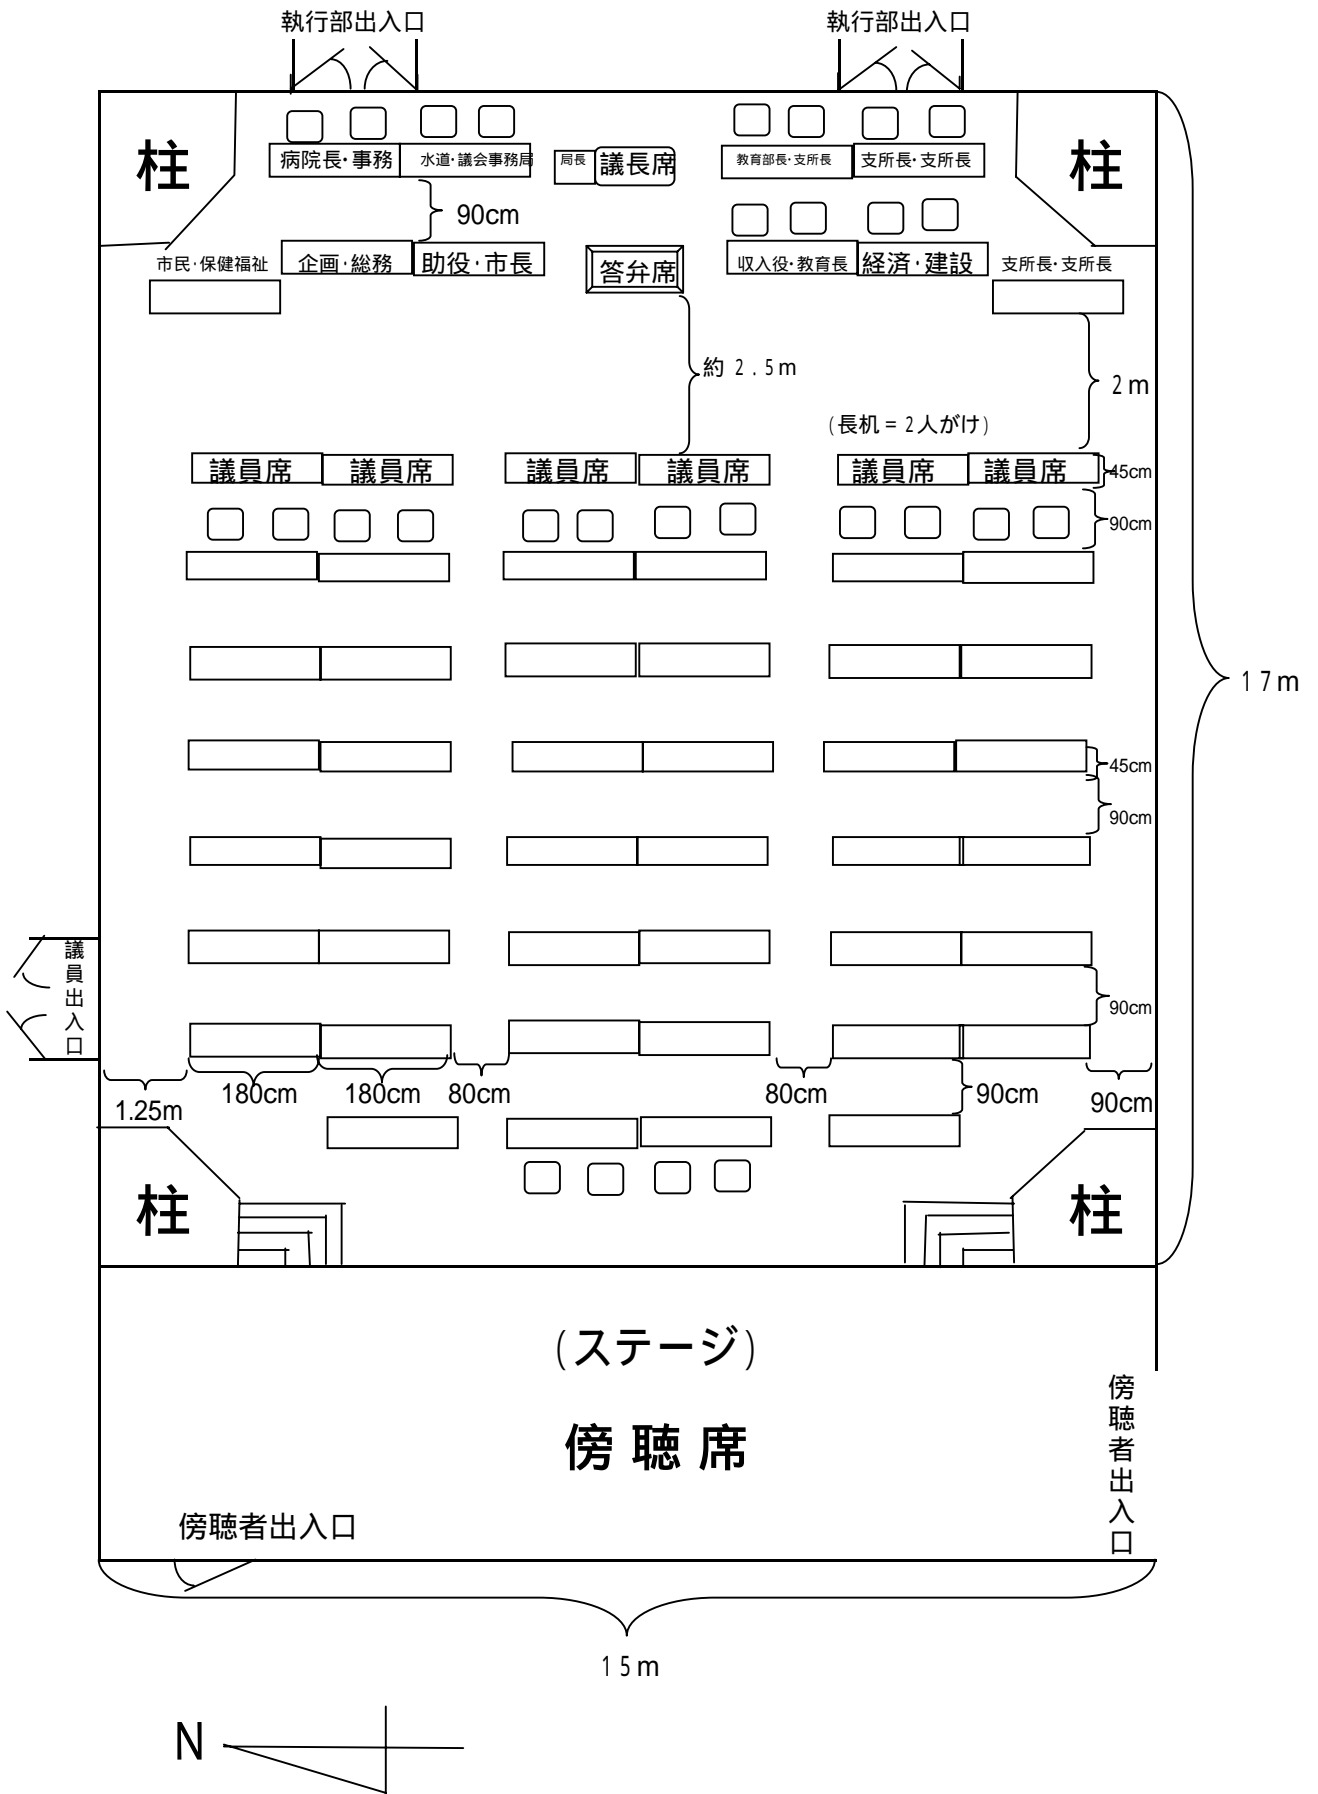 執行部出入口
執行部出入口
柱
柱
病院長・事務
水道・議会事務局
局長
議長席
教育部長・支所長
支所長・支所長
90cm
市民・保健福祉
企画・総務
助役・市長
答弁席
収入役・教育長
経済・建設
支所長・支所長
約2.5m
2m
(長机=2人がけ)
議員席
議員席
議員席
議員席
議員席
議員席
45cm
90cm
17m
45cm
90cm
議員出入口
90cm
1.25m
180cm
180cm
80cm
80cm
90cm
90cm
柱
柱
(ステージ)
傍聴席
傍聴者出入口
傍聴者出入口
15m
N